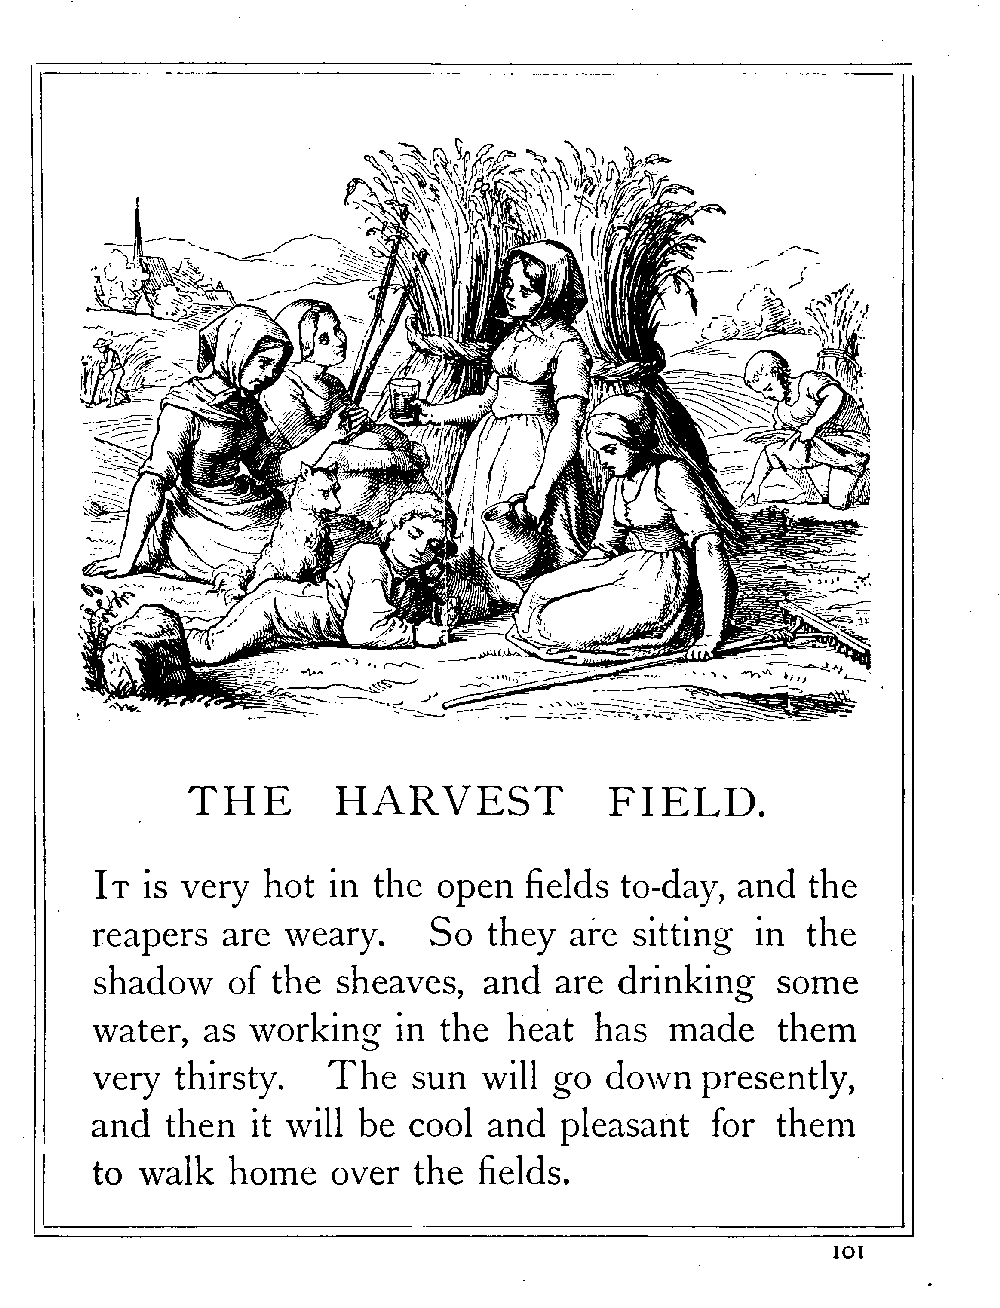 THE HARVEST FIELD.
IT is very hot in the open fields to-day, and the
reapers are weary. So they are sitting in the
shadow of the sheaves, and are drinking some
water, as working in the heat has made them
very thirsty. The sun will go down presently,
and then it will be cool and pleasant for them
to walk home over the fields.
101